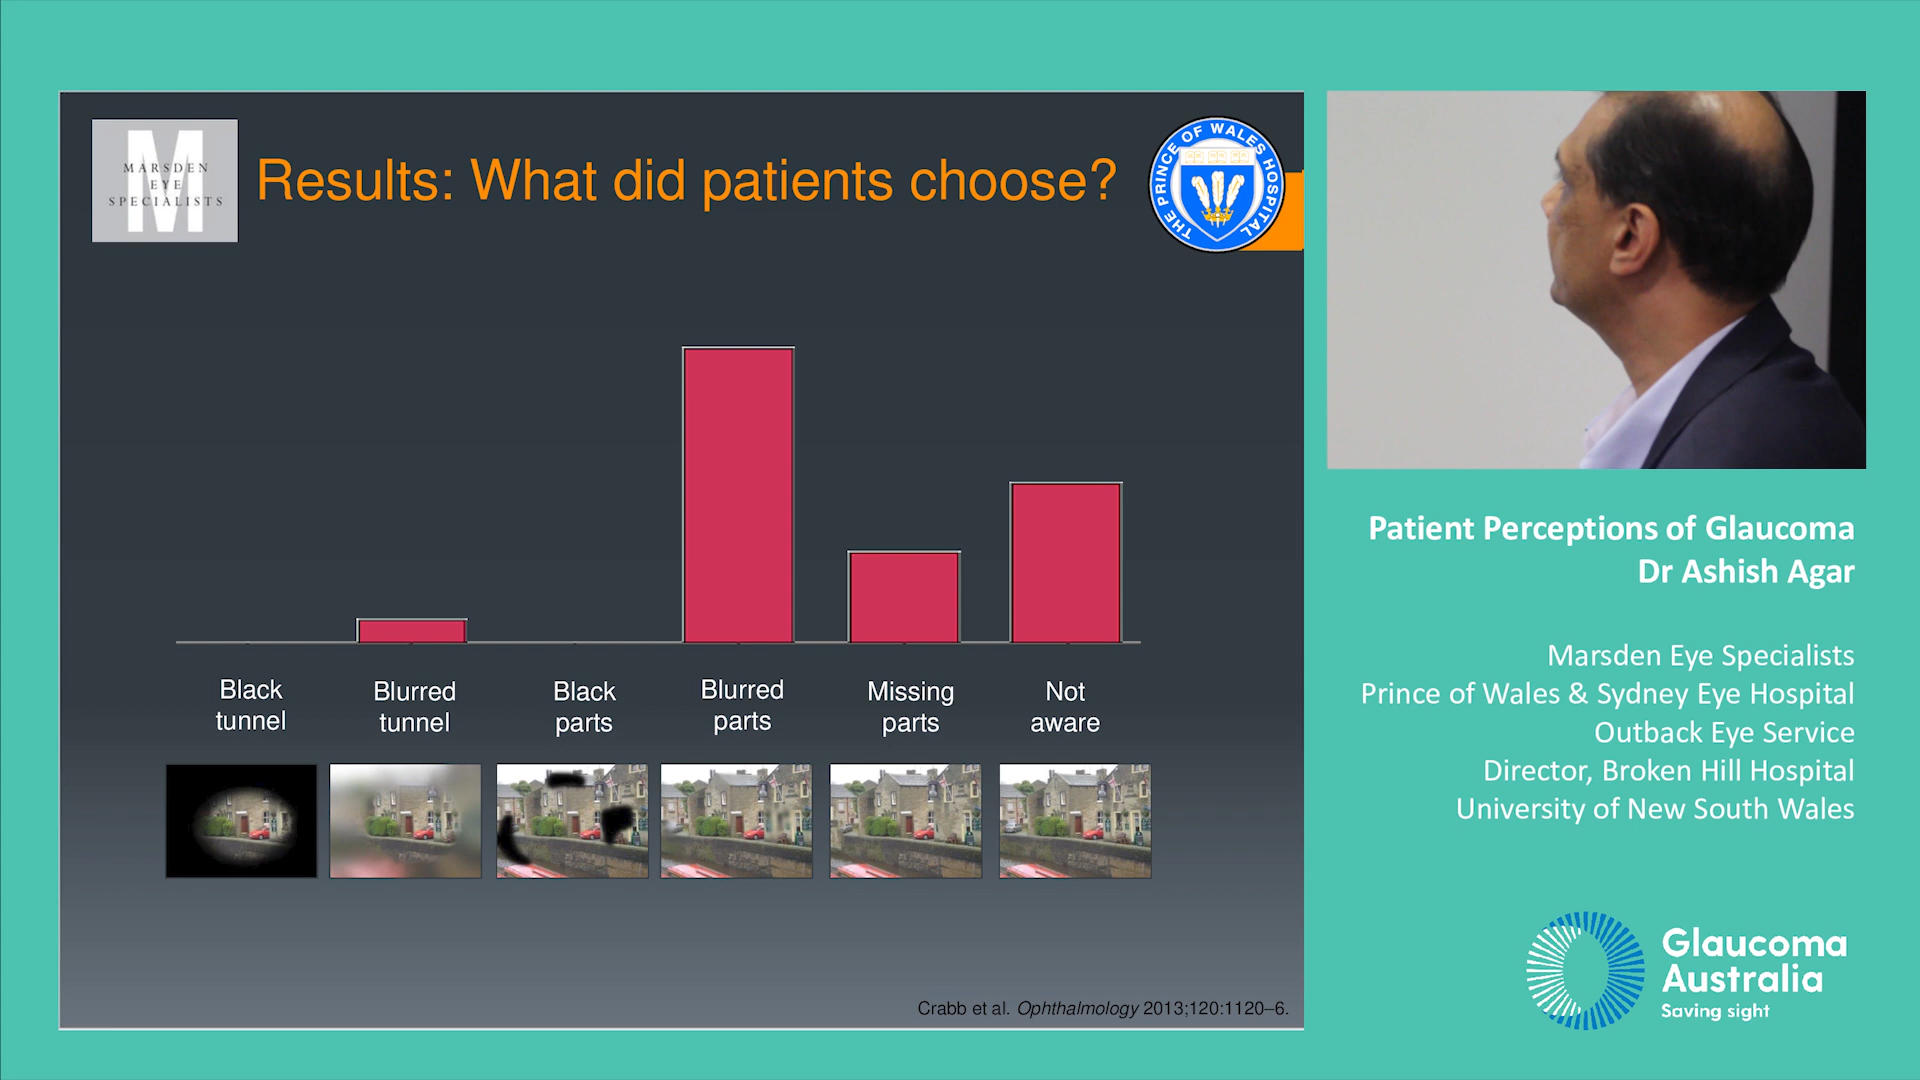 MARSDEN
EYE
SPECIALISTS
Results: What did patients choose?
THE PRINCE OF WALES HOSPITAL
Black
tunnel
Blurred
tunnel
Black
parts
Blurred
parts
Missing
parts
Not
aware
Crabb et al. Ophthalmology 2013;120:1120–6.
Patient Perceptions of Glaucoma
Dr Ashish Agar
Marsden Eye Specialists
Prince of Wales & Sydney Eye Hospital
Outback Eye Service
Director, Broken Hill Hospital
University of New South Wales
Glaucoma
Australia
Saving sight